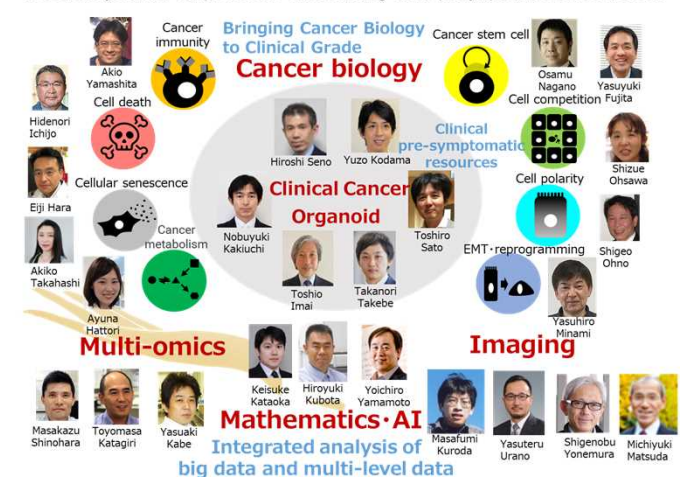 Cancer
immunity
Bringing Cancer Biology
to Clinical Grade
Cancer biology
Cancer stem cell
Akio
Yamashita
Osamu
Nagano
Yasuyuki
Fujita
Hidenori
Ichijo
Cell death
Cell competition
Hiroshi Seno
Yuzo Kodama
Clinical
pre-symptomatic
resources
Shizue
Ohsawa
Eiji Hara
Cellular senescence
Clinical Cancer
Organoid
Cell polarity
Nobuyuki
Kakiuchi
Toshiro
Sato
Shigeo
Ohno
Cancer
metabolism
EMT・reprogramming
Akiko
Takahashi
Toshio
Imai
Takanori
Takebe
Ayuna
Hattori
Yasuhiro
Minami
Multi-omics
Imaging
Keisuke
Kataoka
Hiroyuki
Kubota
Yoichiro
Yamamoto
Masakazu
Shinohara
Toyomasa
Katagiri
Yasuaki
Kabe
Mathematics・AI
Masafumi
Kuroda
Yasuteru
Urano
Shigenobu
Yonemura
Michiyuki
Matsuda
Integrated analysis of
big data and multi-level data